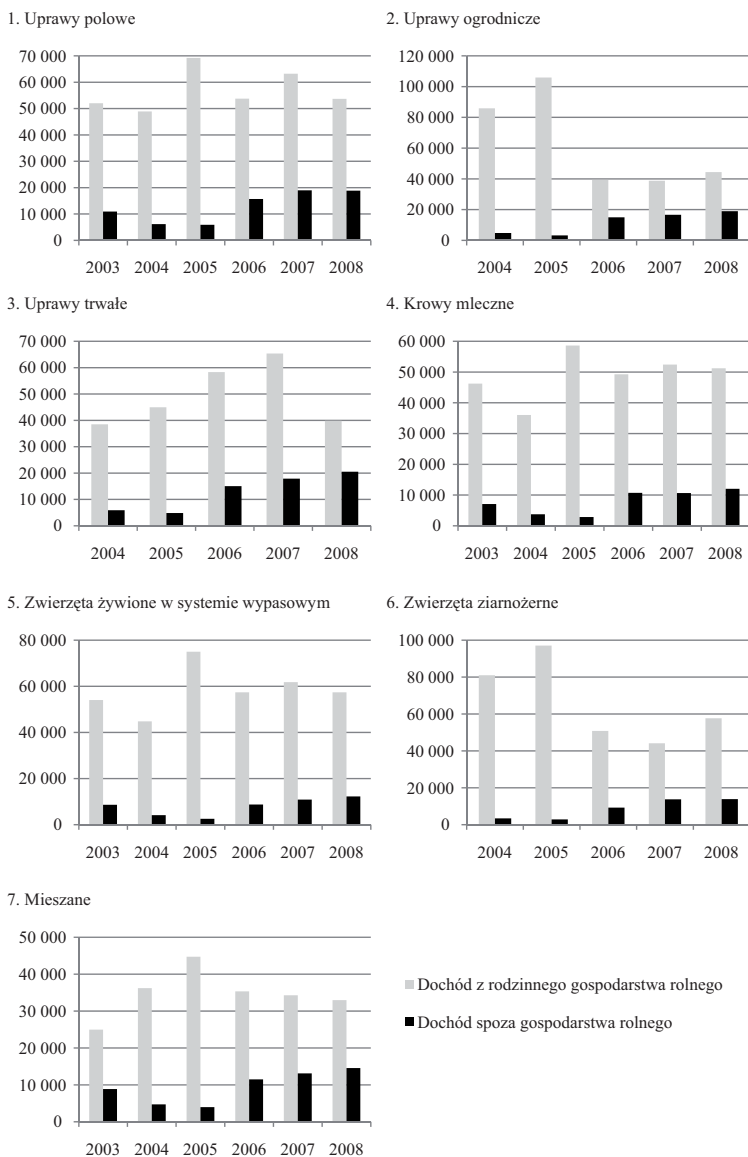 1. Uprawy polowe
70 000
60 000
50 000
40 000
30 000
20 000
10 000
0
2003 2004 2005 2006 2007 2008
2. Uprawy ogrodnicze
120 000
100 000
80 000
60 000
40 000
20 000
0
2004 2005 2006 2007 2008
3. Uprawy trwałe
70 000
60 000
50 000
40 000
30 000
20 000
10 000
0
2004 2005 2006 2007 2008
4. Krowy mleczne
60 000
50 000
40 000
30 000
20 000
10 000
0
2003 2004 2005 2006 2007 2008
5. Zwierzęta żywione w systemie wypasowym
80 000
60 000
40 000
20 000
0
2003 2004 2005 2006 2007 2008
6. Zwierzęta ziarnożerne
100 000
80 000
60 000
40 000
20 000
0
2004 2005 2006 2007 2008
7. Mieszane
50 000
40 000
30 000
20 000
10 000
0
2003 2004 2005 2006 2007 2008
Dochód z rodzinnego gospodarstwa rolnego
Dochód spoza gospodarstwa rolnego